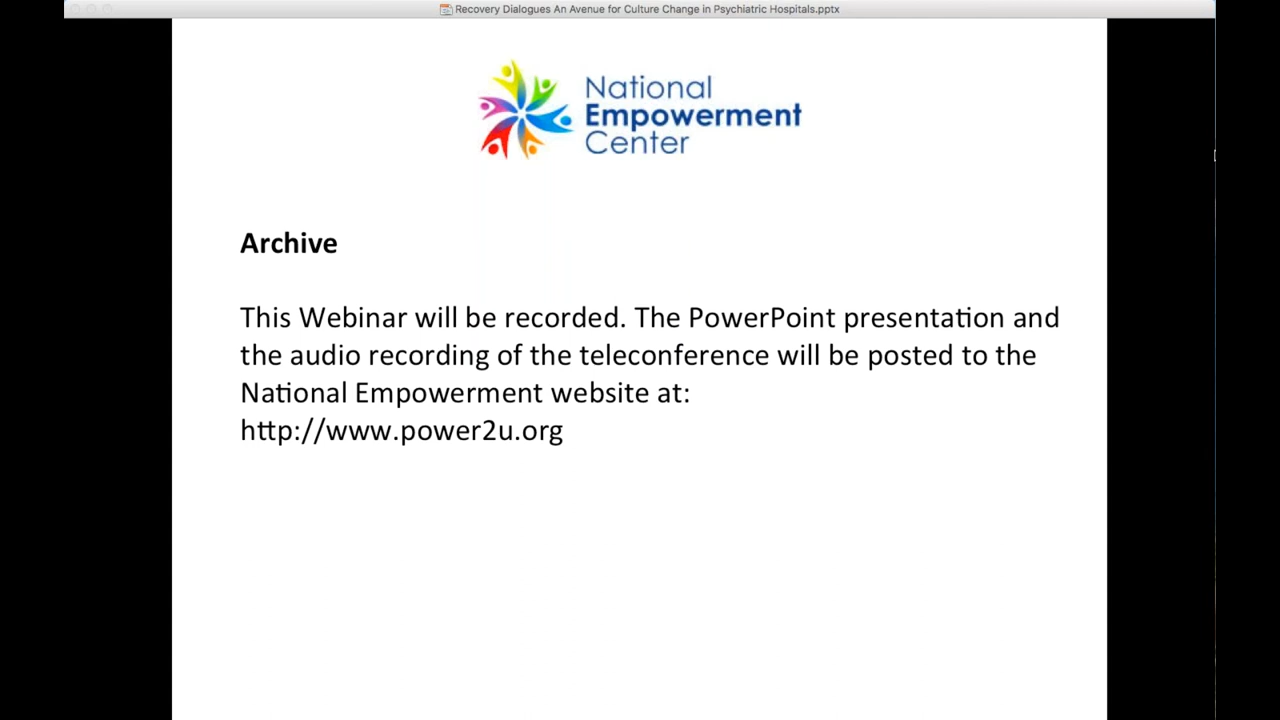 Recovery Dialogues An Avenue for Culture Change in Psychiatric Hospitals.pptx
National
Empowerment
Center
Archive
This Webinar will be recorded. The PowerPoint presentation and
the audio recording of the teleconference will be posted to the
National Empowerment website at:
http://www.power2u.org